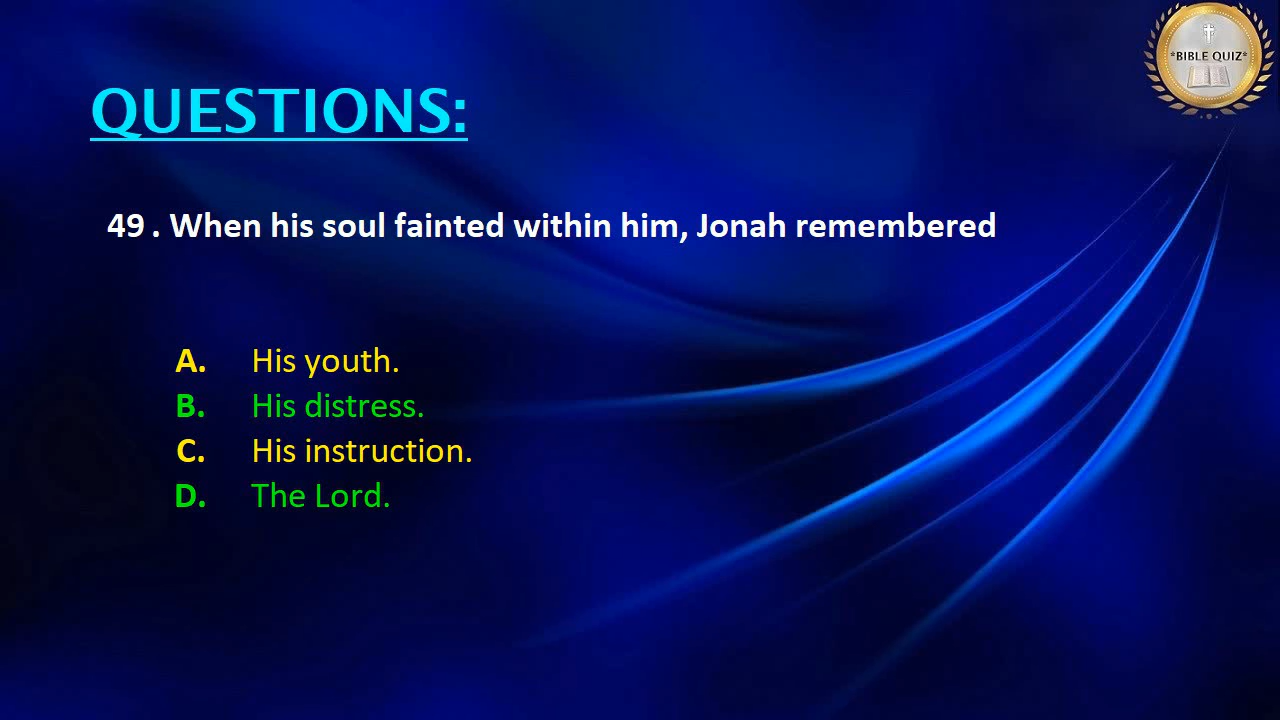 *BIBLE QUIZ*
QUESTIONS:
49 . When his soul fainted within him, Jonah remembered
A. His youth.
B. His distress.
C. His instruction.
D. The Lord.